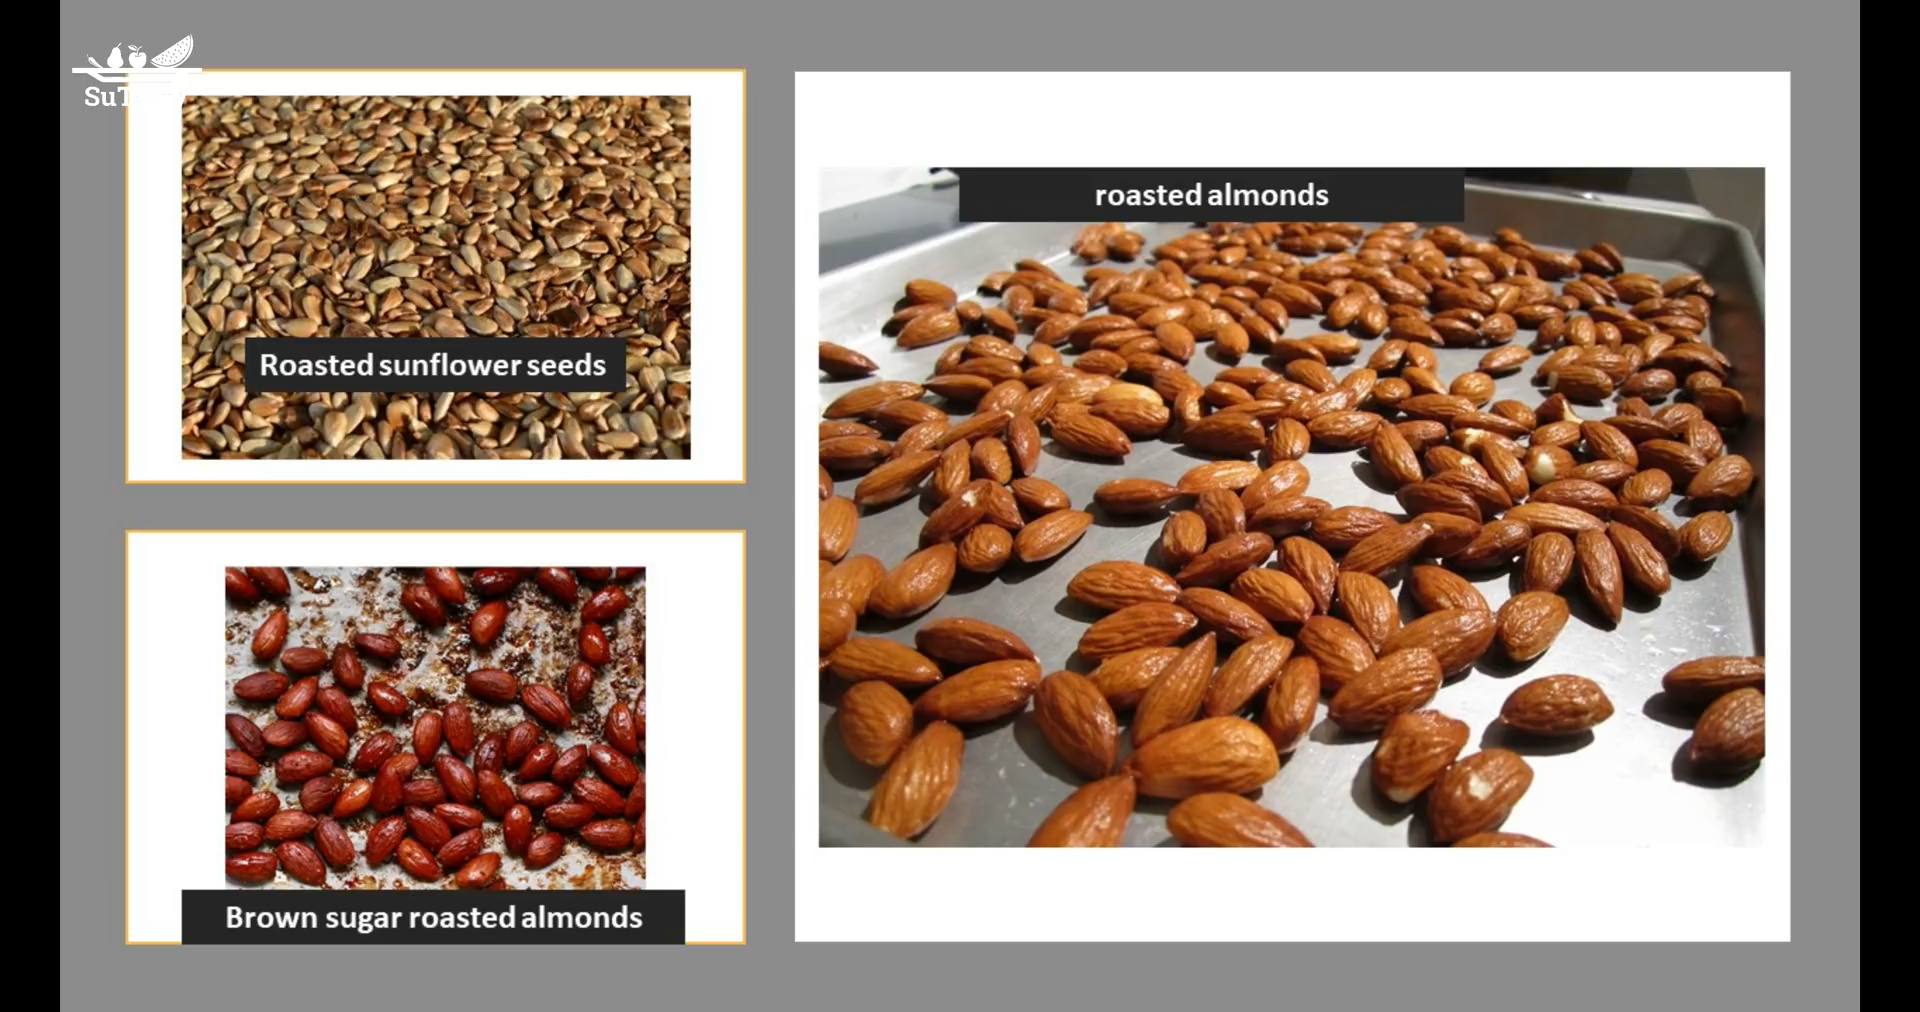 Roasted sunflower seeds
roasted almonds
Brown sugar roasted almonds